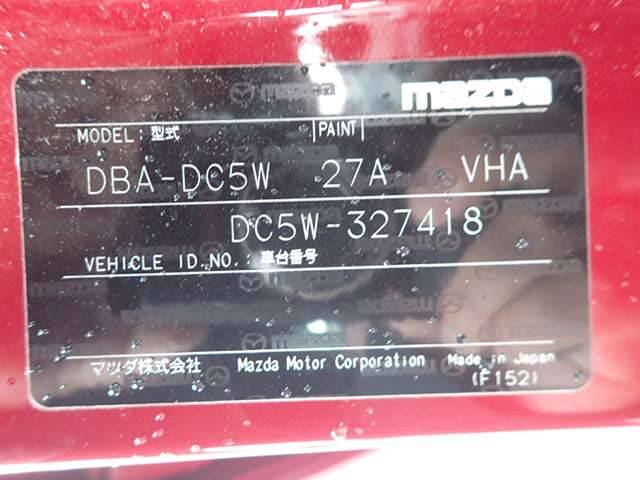 mazda
MODEL: 型式 PAINT
DBA-DC5W 27A VHA
DC5W-327418
VEHICLE ID.NO.: 車台番号
マツダ株式会社 Mazda Motor Corporation Made in Japan
(F152)